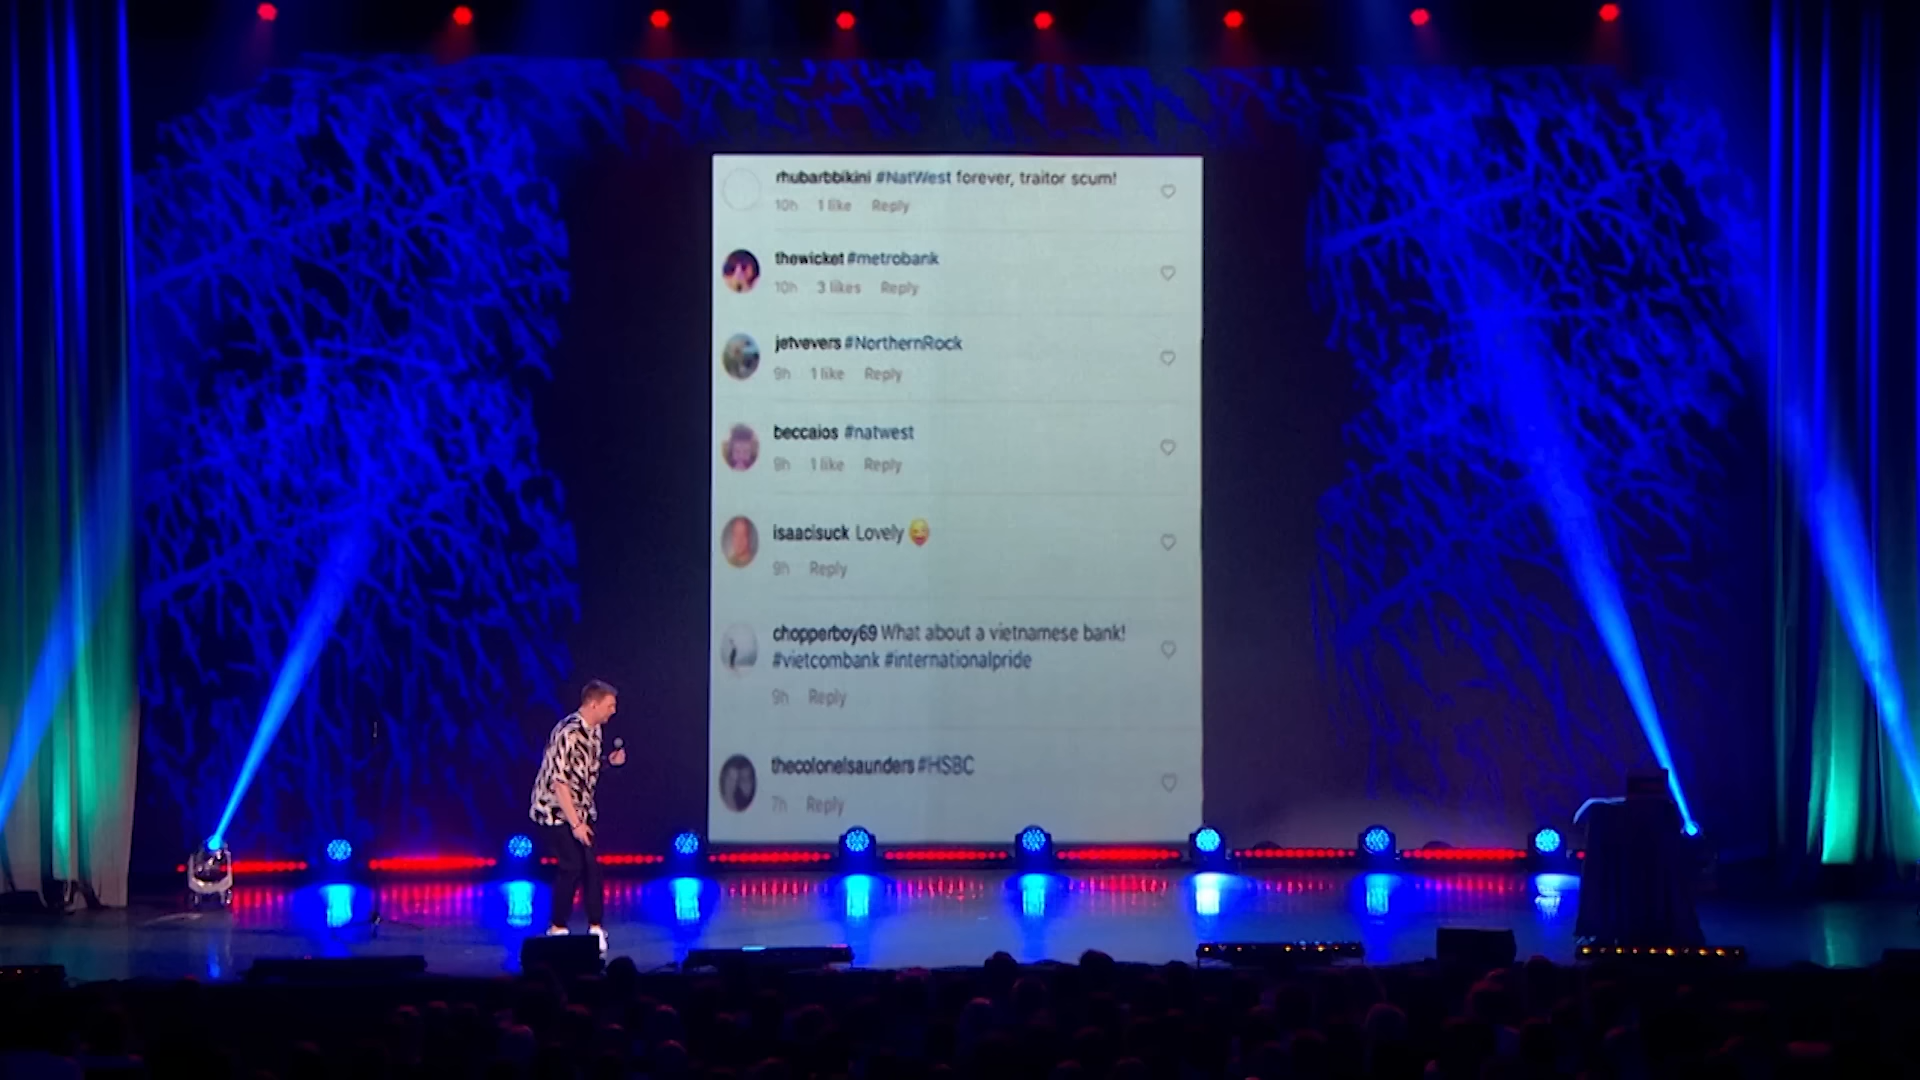 rhubarbbikini #NatWest forever, traitor scum!
10h 1 like Reply
thewicket #metrobank
10h 3 likes Reply
jetvevers #NorthernRock
9h 1 like Reply
beccaios #natwest
9h 1 like Reply
isaacisuck Lovely 😜
9h Reply
chopperboy69 What about a vietnamese bank!
#vietcombank #internationalpride
9h Reply
thecolonelsaunders #HSBC
7h Reply